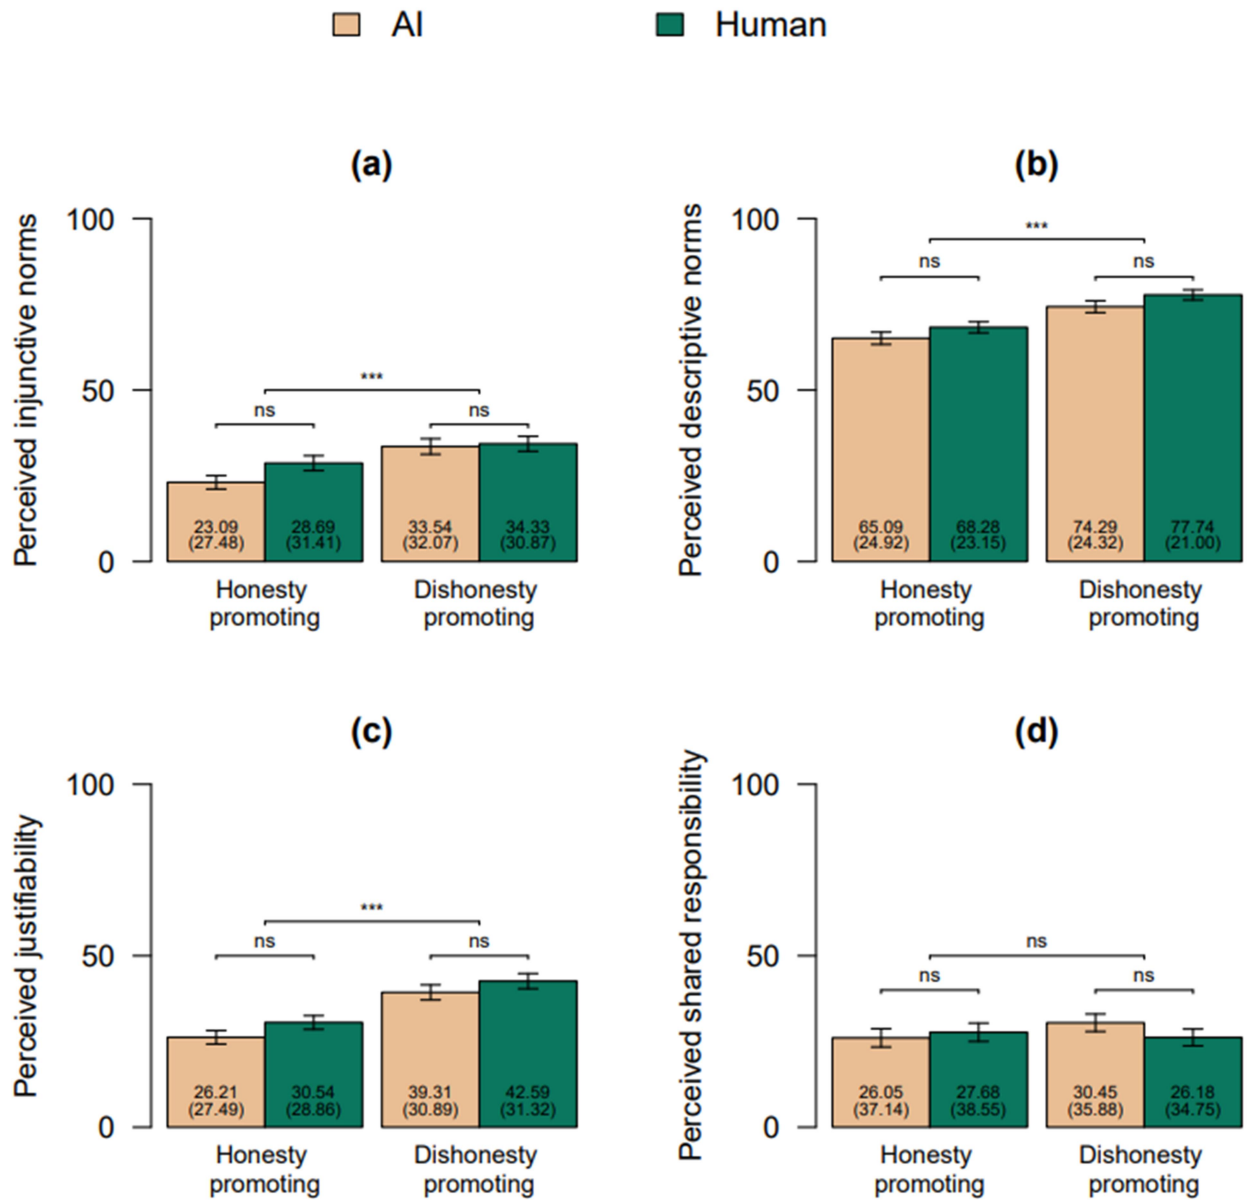 AI Human
(a)
Perceived injunctive norms
100
50
0
***
ns ns
23.09 28.69 33.54 34.33
(27.48) (31.41) (32.07) (30.87)
Honesty Dishonesty
promoting promoting
(b)
Perceived descriptive norms
100
50
0
***
ns ns
65.09 68.28 74.29 77.74
(24.92) (23.15) (24.32) (21.00)
Honesty Dishonesty
promoting promoting
(c)
Perceived justifiability
100
50
0
***
ns ns
26.21 30.54 39.31 42.59
(27.49) (28.86) (30.89) (31.32)
Honesty Dishonesty
promoting promoting
(d)
Perceived shared responsibility
100
50
0
ns
ns ns
26.05 27.68 30.45 26.18
(37.14) (38.55) (35.88) (34.75)
Honesty Dishonesty
promoting promoting